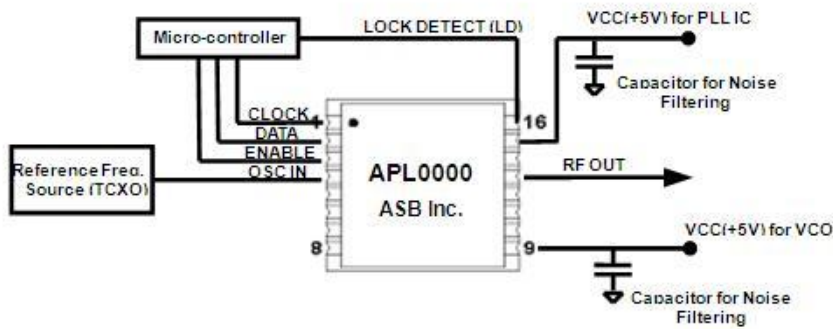 LOCK DETECT (LD)
VCC(+5V) for PLL IC
Micro-controller
Capacitor for Noise
Filtering
CLOCK
1
16
DATA
ENABLE
OSC IN
Reference Freq.
Source (TCXO)
APL0000
ASB Inc.
RF OUT
8
9
VCC(+5V) for VCO
Capacitor for Noise
Filtering